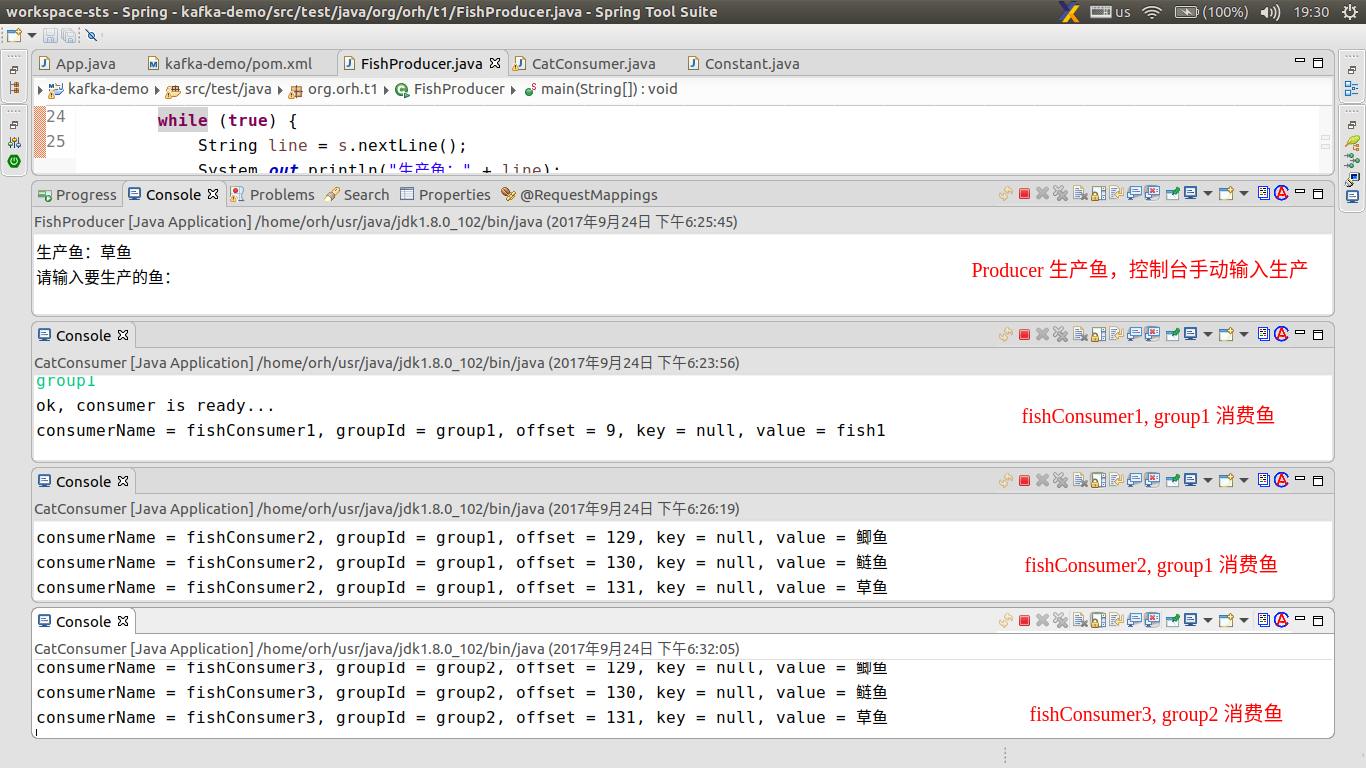 workspace-sts - Spring - kafka-demo/src/test/java/org/orh/t1/FishProducer.java - Spring Tool Suite
us (100%) 19:30
App.java kafka-demo/pom.xml FishProducer.java CatConsumer.java Constant.java
kafka-demo src/test/java org.orh.t1 FishProducer main(String[]) : void
24 while (true) {
25 String line = s.nextLine();
System.out.println("生产鱼：" + line);
Progress Console Problems Search Properties @RequestMappings
FishProducer [Java Application] /home/orh/usr/java/jdk1.8.0_102/bin/java (2017年9月24日 下午6:25:45)
生产鱼：草鱼
请输入要生产的鱼：
Producer 生产鱼，控制台手动输入生产
Console
CatConsumer [Java Application] /home/orh/usr/java/jdk1.8.0_102/bin/java (2017年9月24日 下午6:23:56)
group1
ok, consumer is ready...
consumerName = fishConsumer1, groupId = group1, offset = 9, key = null, value = fish1
fishConsumer1, group1 消费鱼
Console
CatConsumer [Java Application] /home/orh/usr/java/jdk1.8.0_102/bin/java (2017年9月24日 下午6:26:19)
consumerName = fishConsumer2, groupId = group1, offset = 129, key = null, value = 鲫鱼
consumerName = fishConsumer2, groupId = group1, offset = 130, key = null, value = 鲢鱼
consumerName = fishConsumer2, groupId = group1, offset = 131, key = null, value = 草鱼
fishConsumer2, group1 消费鱼
Console
CatConsumer [Java Application] /home/orh/usr/java/jdk1.8.0_102/bin/java (2017年9月24日 下午6:32:05)
consumerName = fishConsumer3, groupId = group2, offset = 129, key = null, value = 鲫鱼
consumerName = fishConsumer3, groupId = group2, offset = 130, key = null, value = 鲢鱼
consumerName = fishConsumer3, groupId = group2, offset = 131, key = null, value = 草鱼
fishConsumer3, group2 消费鱼